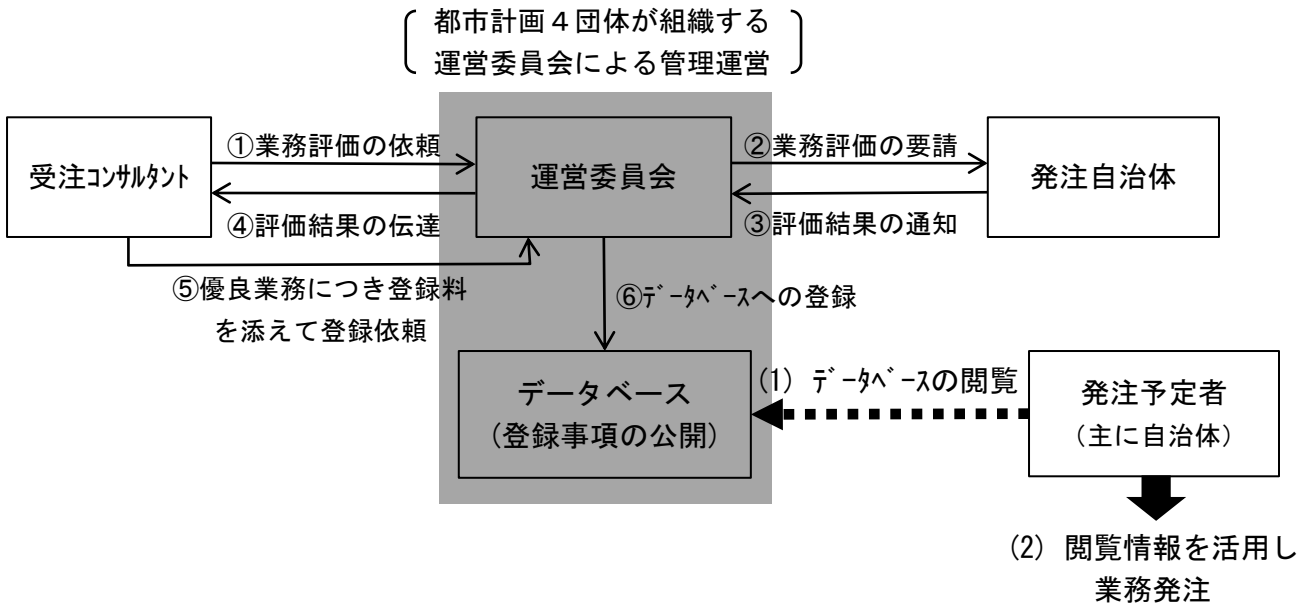 都市計画４団体が組織する
運営委員会による管理運営
受注ｺﾝｻﾙﾀﾝﾄ
①業務評価の依頼
運営委員会
②業務評価の要請
発注自治体
④評価結果の伝達
③評価結果の通知
⑤優良業務につき登録料
を添えて登録依頼
⑥ﾃﾞｰﾀﾍﾞｰｽへの登録
データベース
（登録事項の公開）
(1) ﾃﾞｰﾀﾍﾞｰｽの閲覧
発注予定者
（主に自治体）
(2) 閲覧情報を活用し
業務発注